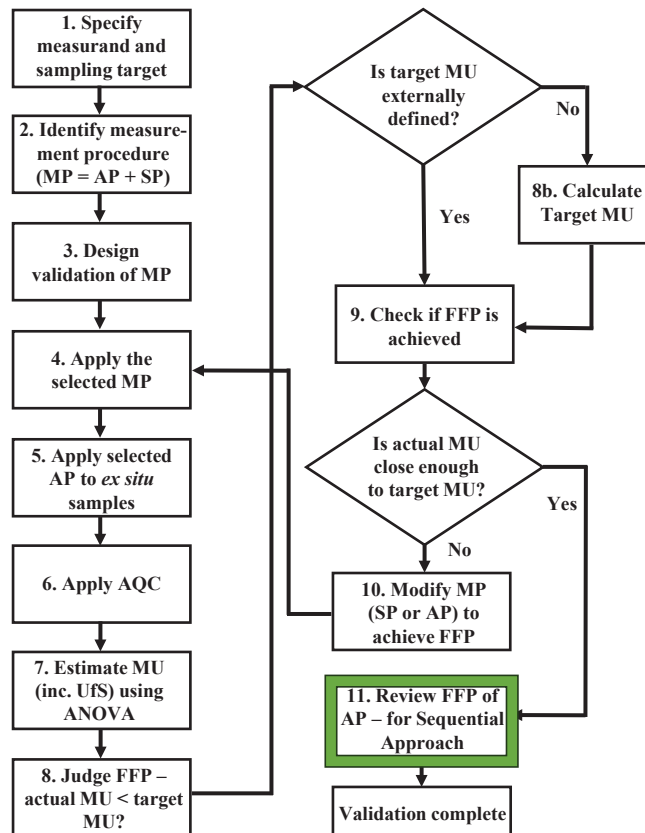 1. Specify
measurand and
sampling target
2. Identify measure-
ment procedure
(MP = AP + SP)
3. Design
validation of MP
4. Apply the
selected MP
5. Apply selected
AP to ex situ
samples
6. Apply AQC
7. Estimate MU
(inc. UfS) using
ANOVA
8. Judge FFP –
actual MU < target
MU?
Is target MU
externally
defined?
No
Yes
8b. Calculate
Target MU
9. Check if FFP is
achieved
Is actual MU
close enough
to target MU?
Yes
No
10. Modify MP
(SP or AP) to
achieve FFP
11. Review FFP of
AP – for Sequential
Approach
Validation complete